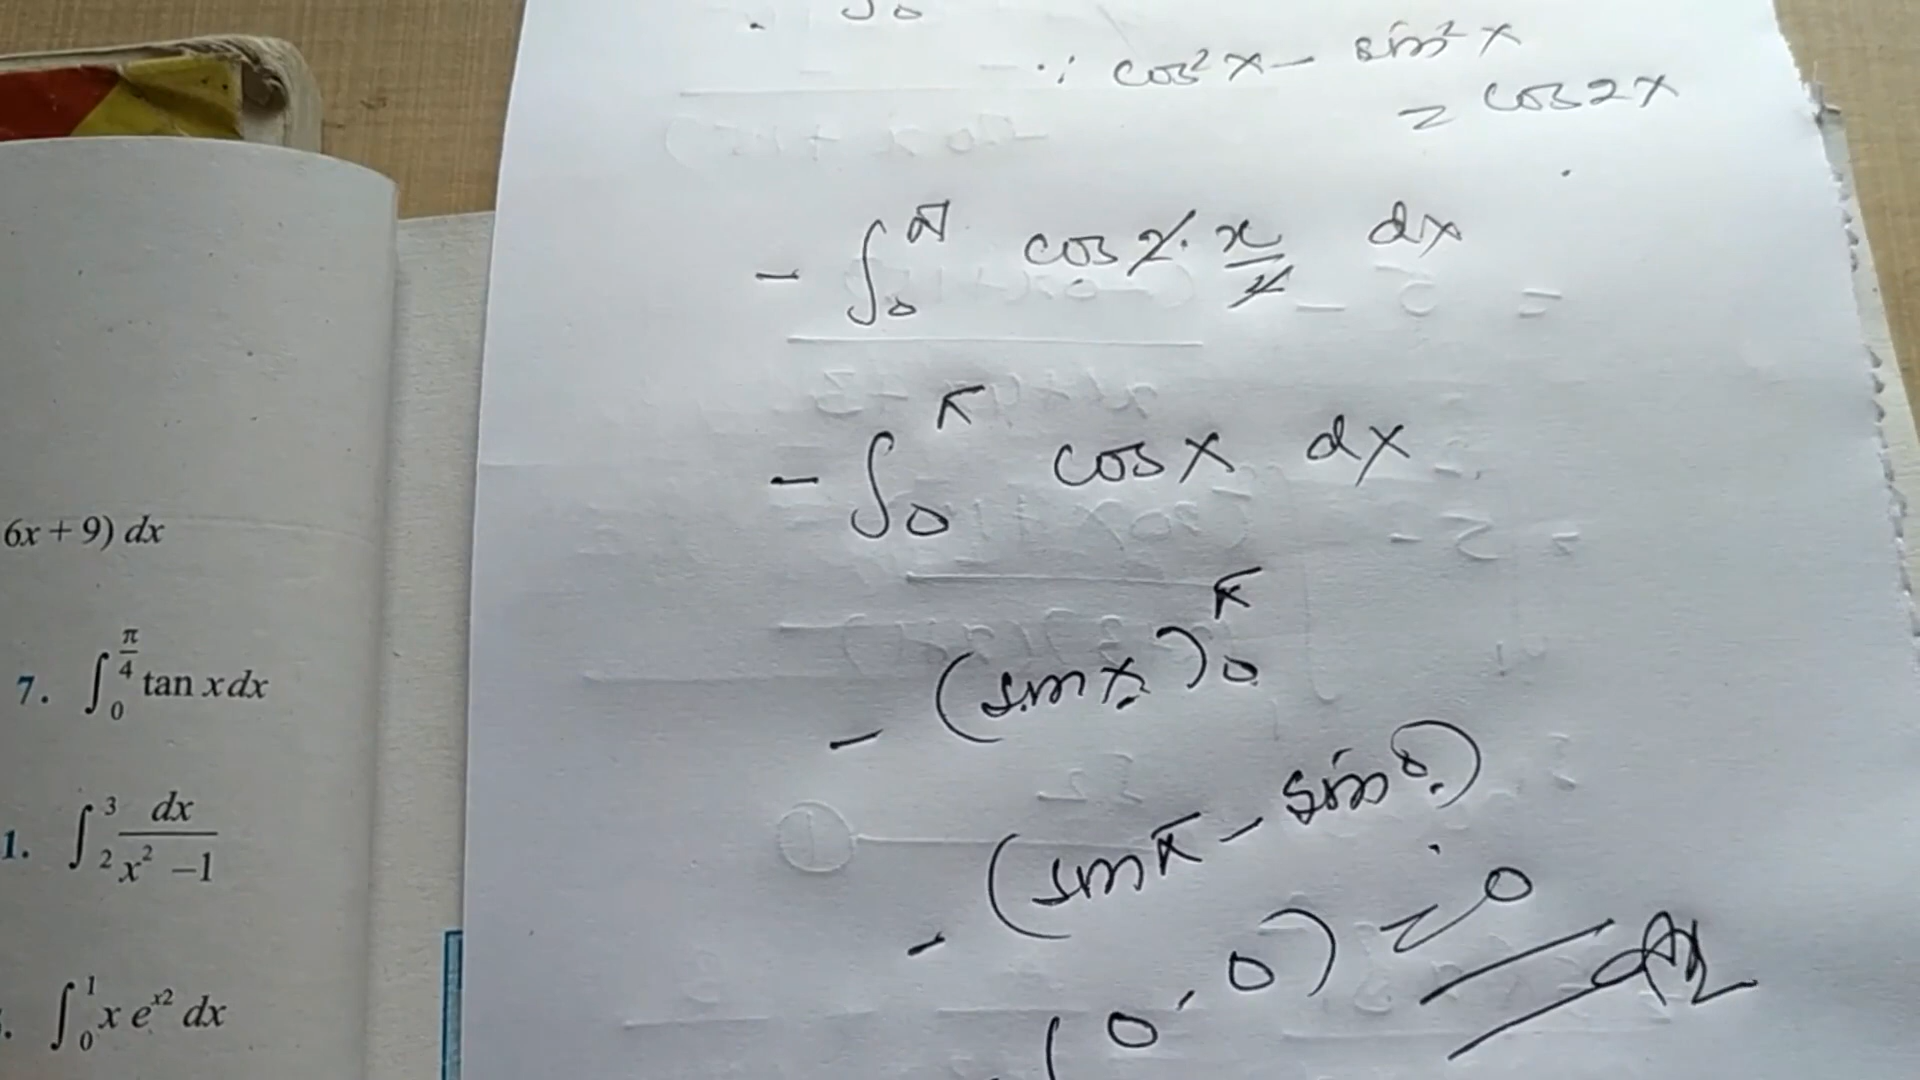 ∵ cos²x − sin²x
= cos2x
− ∫₀^π cos 2·x/2 dx
− ∫₀^π cosx dx
− (sinx)₀^π
− (sinπ − sin0)
(0, 0) = 0
6x + 9) dx
7. ∫₀^(π/4) tan x dx
1. ∫₂³ dx/(x² −1)
. ∫₀¹ x e^(x2) dx